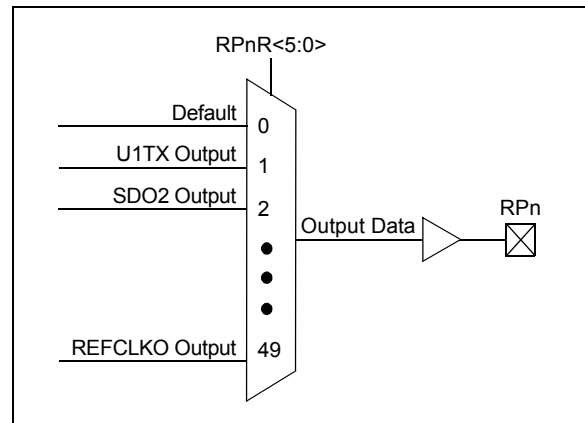 RPnR<5:0>
Default
0
U1TX Output
1
SDO2 Output
2
Output Data
RPn
REFCLKO Output
49